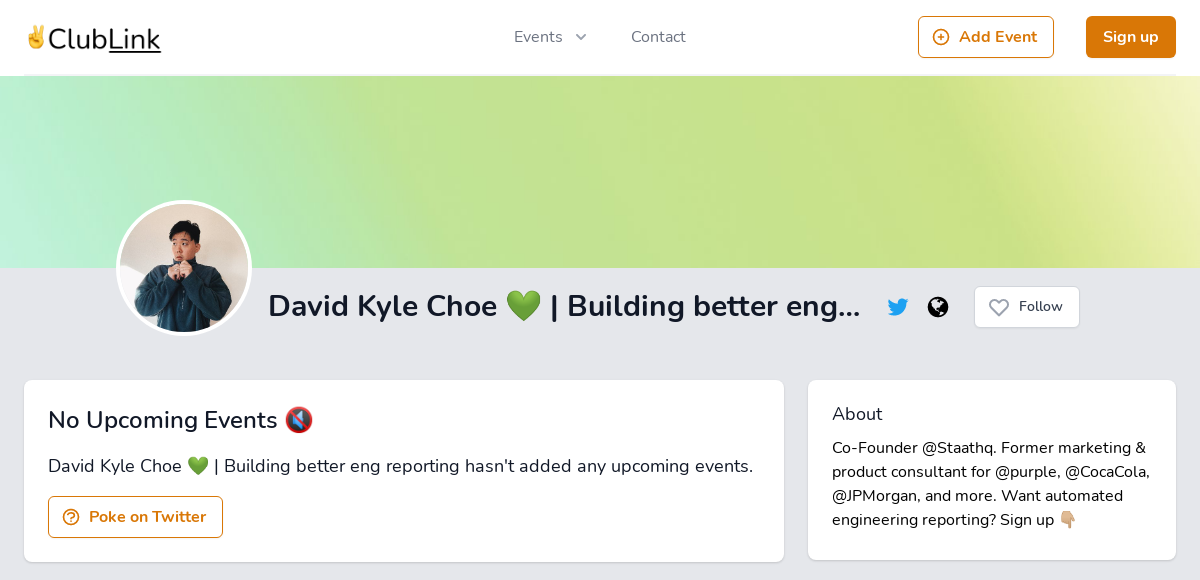 ✌️ClubLink
Events
Contact
Add Event
Sign up
David Kyle Choe 💚 | Building better eng...
Follow
No Upcoming Events 🔇
David Kyle Choe 💚 | Building better eng reporting hasn't added any upcoming events.
Poke on Twitter
About
Co-Founder @Staathq. Former marketing &
product consultant for @purple, @CocaCola,
@JPMorgan, and more. Want automated
engineering reporting? Sign up 👇🏼